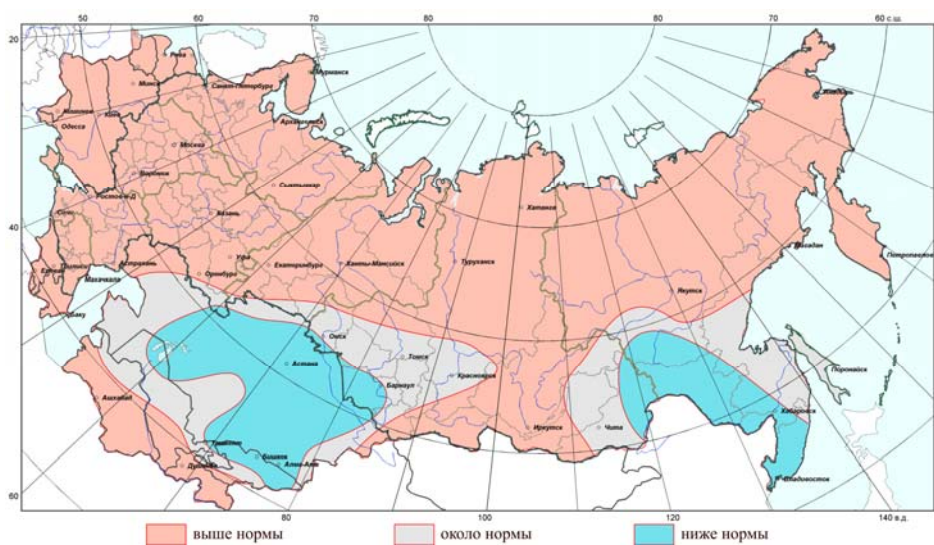 20
50
60
70
80
80
70
60 с.ш.
Рига
Мурманск
Минск
Санкт-Петербург
Анадырь
Киев
Одесса
Архангельск
Москва
Воронеж
Сыктывкар
Ростов-н-Д
Хатанга
Сочи
Казань
40
Магадан
Уфа
Туруханск
Петропавловск
Астрахань
Екатеринбург
Ханты-Мансийск
Оренбург
Махачкала
Якутск
Баку
Омск
Томск
Астана
Красноярск
Поронайск
Барнаул
Ашхабад
Хабаровск
Иркутск
Чита
Ташкент
Бишкек
Алма-Ата
Душанбе
Владивосток
60
80
100
120
140 в.д.
выше нормы
около нормы
ниже нормы